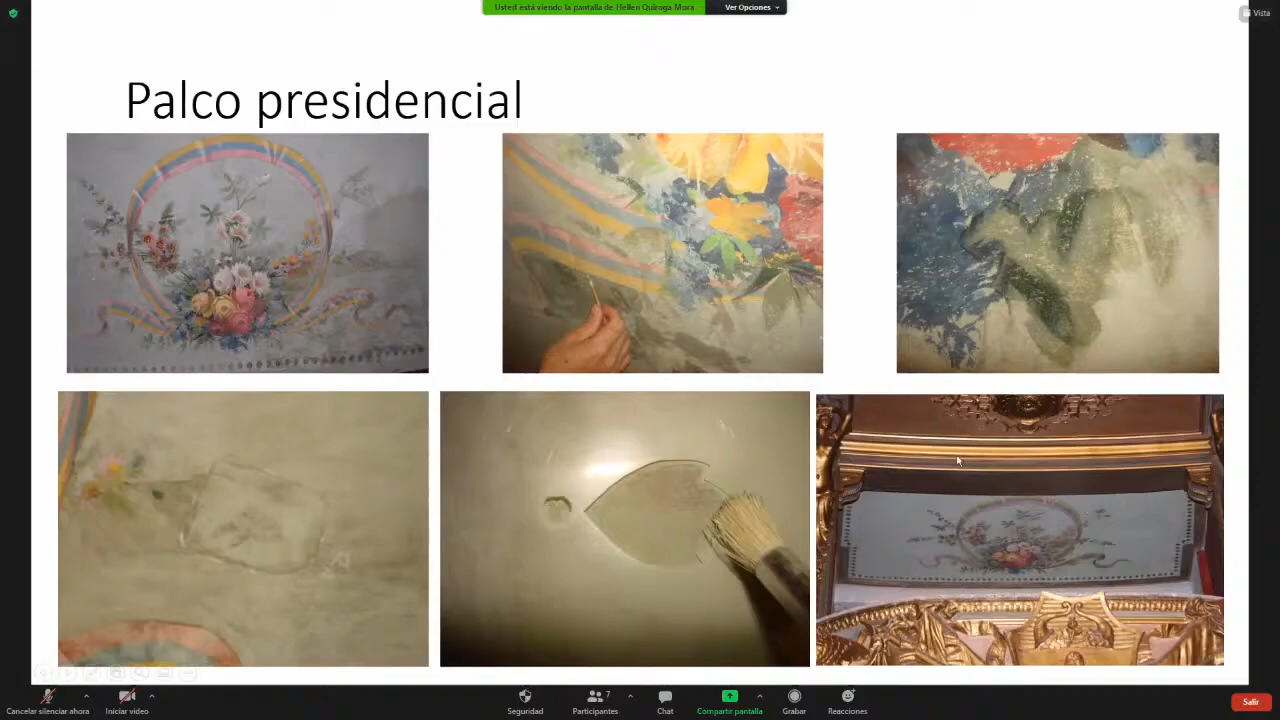 Usted está viendo la pantalla de Hellen Quiroga Mora
Ver Opciones
Vista
Palco presidencial
Cancelar silenciar ahora
Iniciar video
Seguridad
7
Participantes
Chat
Compartir pantalla
Grabar
Reacciones
Salir